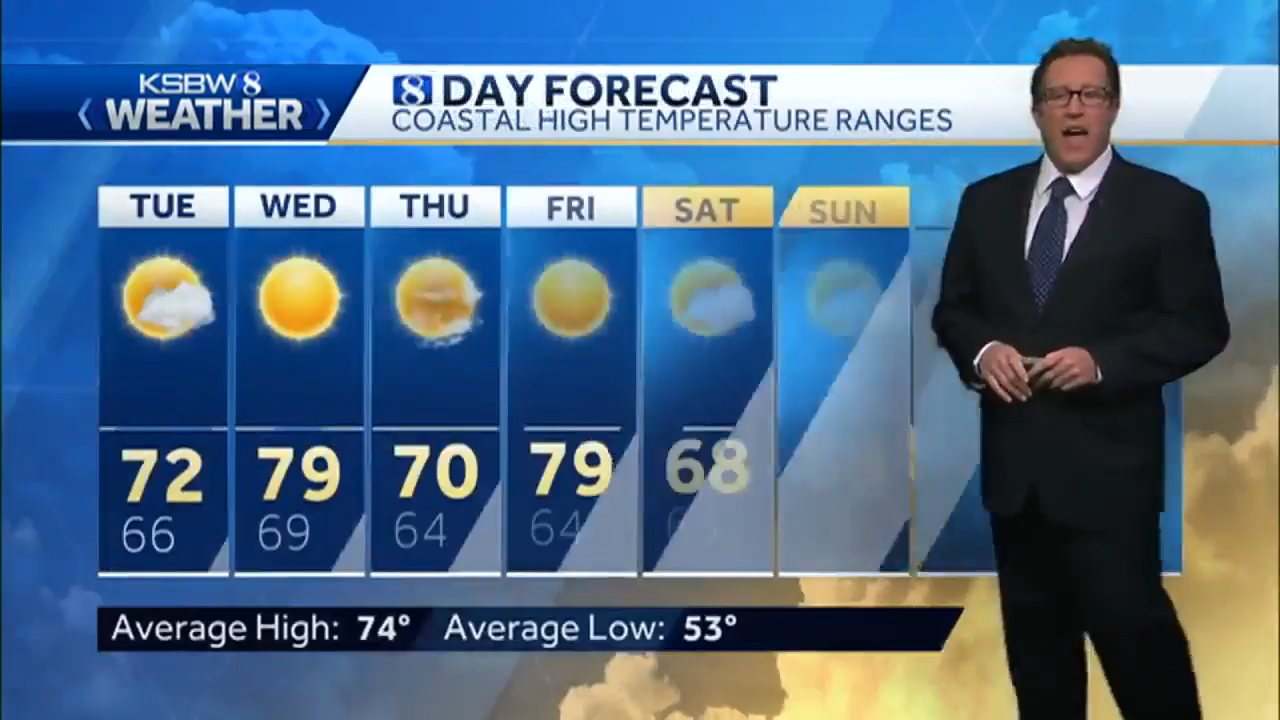 KSBW 8
WEATHER
8 DAY FORECAST
COASTAL HIGH TEMPERATURE RANGES
TUE WED THU FRI SAT SUN
72 79 70 79 68
66 69 64 64
Average High: 74° Average Low: 53°